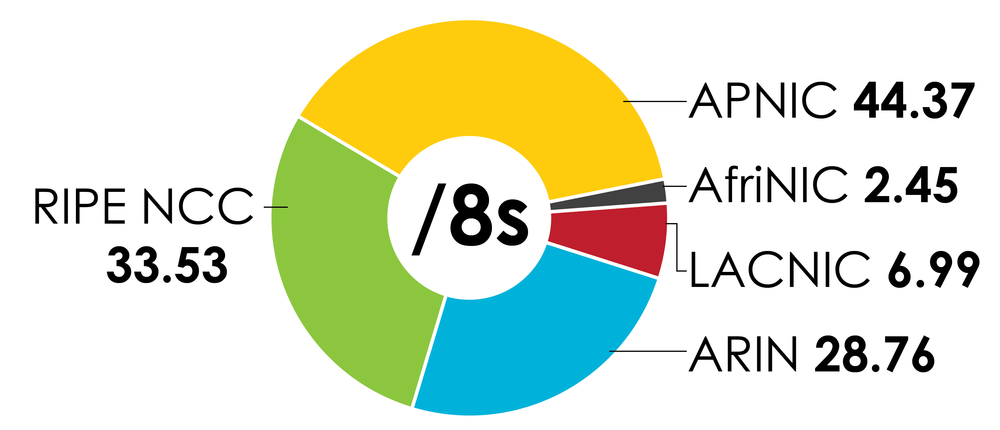 APNIC 44.37
AfriNIC 2.45
RIPE NCC
33.53
/8s
LACNIC 6.99
ARIN 28.76